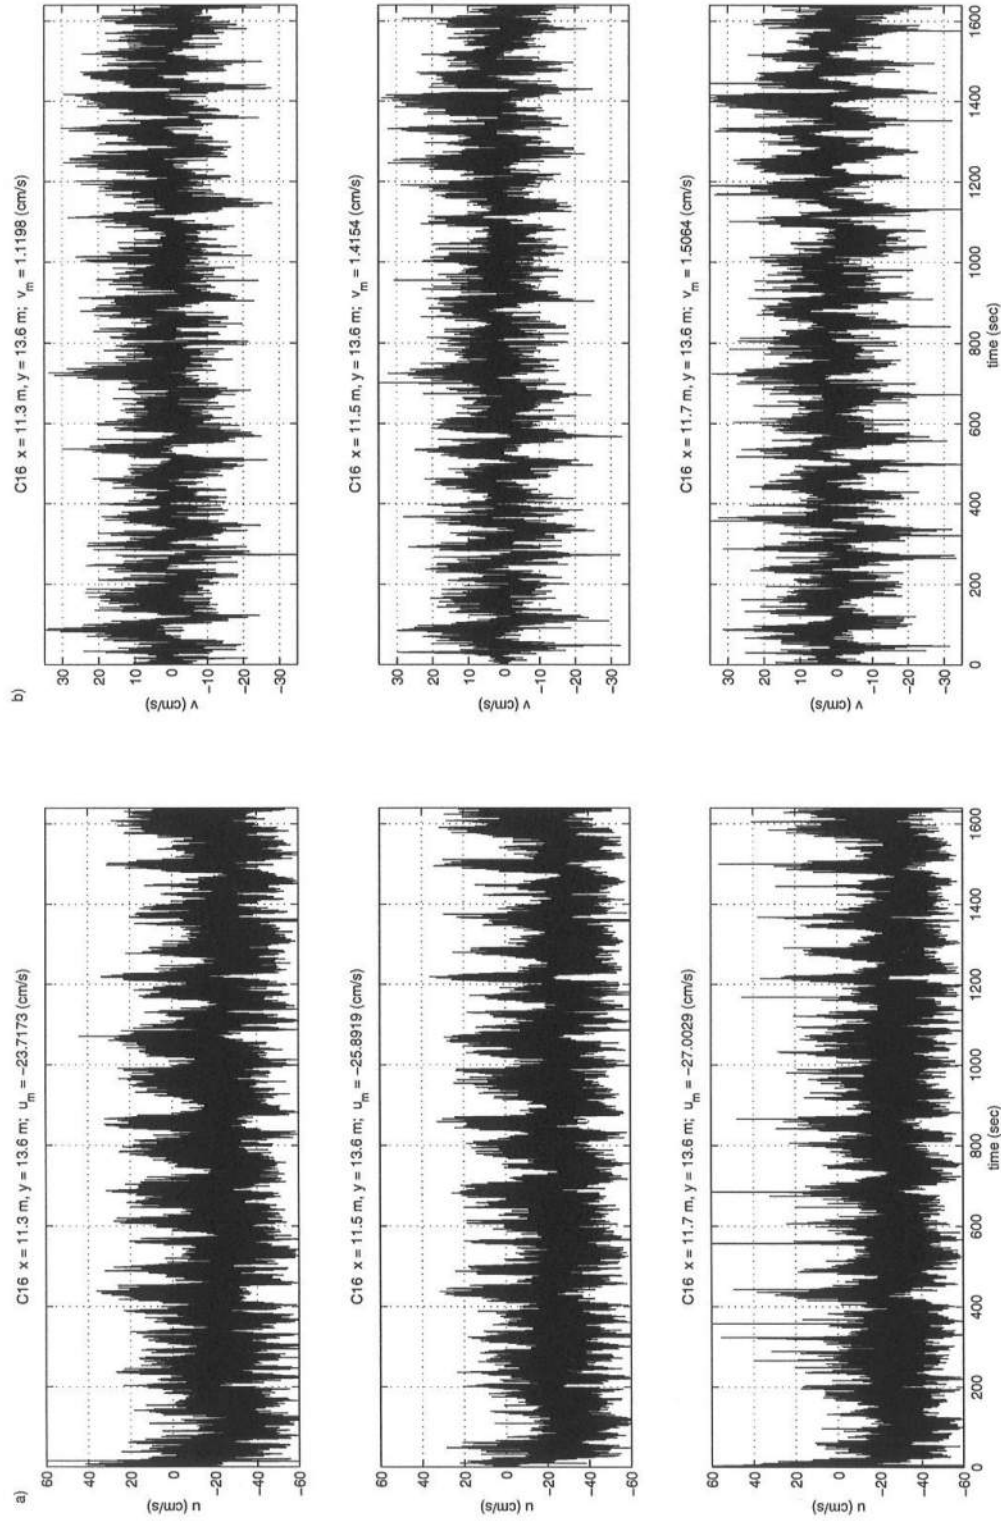 a)
C16 x = 11.3 m, y = 13.6 m; u_m = −23.7173 (cm/s)
60
40
20
0
−20
−40
−60
u (cm/s)
C16 x = 11.5 m, y = 13.6 m; u_m = −25.8919 (cm/s)
60
40
20
0
−20
−40
−60
u (cm/s)
C16 x = 11.7 m, y = 13.6 m; u_m = −27.0029 (cm/s)
60
40
20
0
−20
−40
−60
u (cm/s)
0 200 400 600 800 1000 1200 1400 1600
time (sec)
b)
C16 x = 11.3 m, y = 13.6 m; v_m = 1.1198 (cm/s)
30
20
10
0
−10
−20
−30
v (cm/s)
C16 x = 11.5 m, y = 13.6 m; v_m = 1.4154 (cm/s)
30
20
10
0
−10
−20
−30
v (cm/s)
C16 x = 11.7 m, y = 13.6 m; v_m = 1.5064 (cm/s)
30
20
10
0
−10
−20
−30
v (cm/s)
0 200 400 600 800 1000 1200 1400 1600
time (sec)